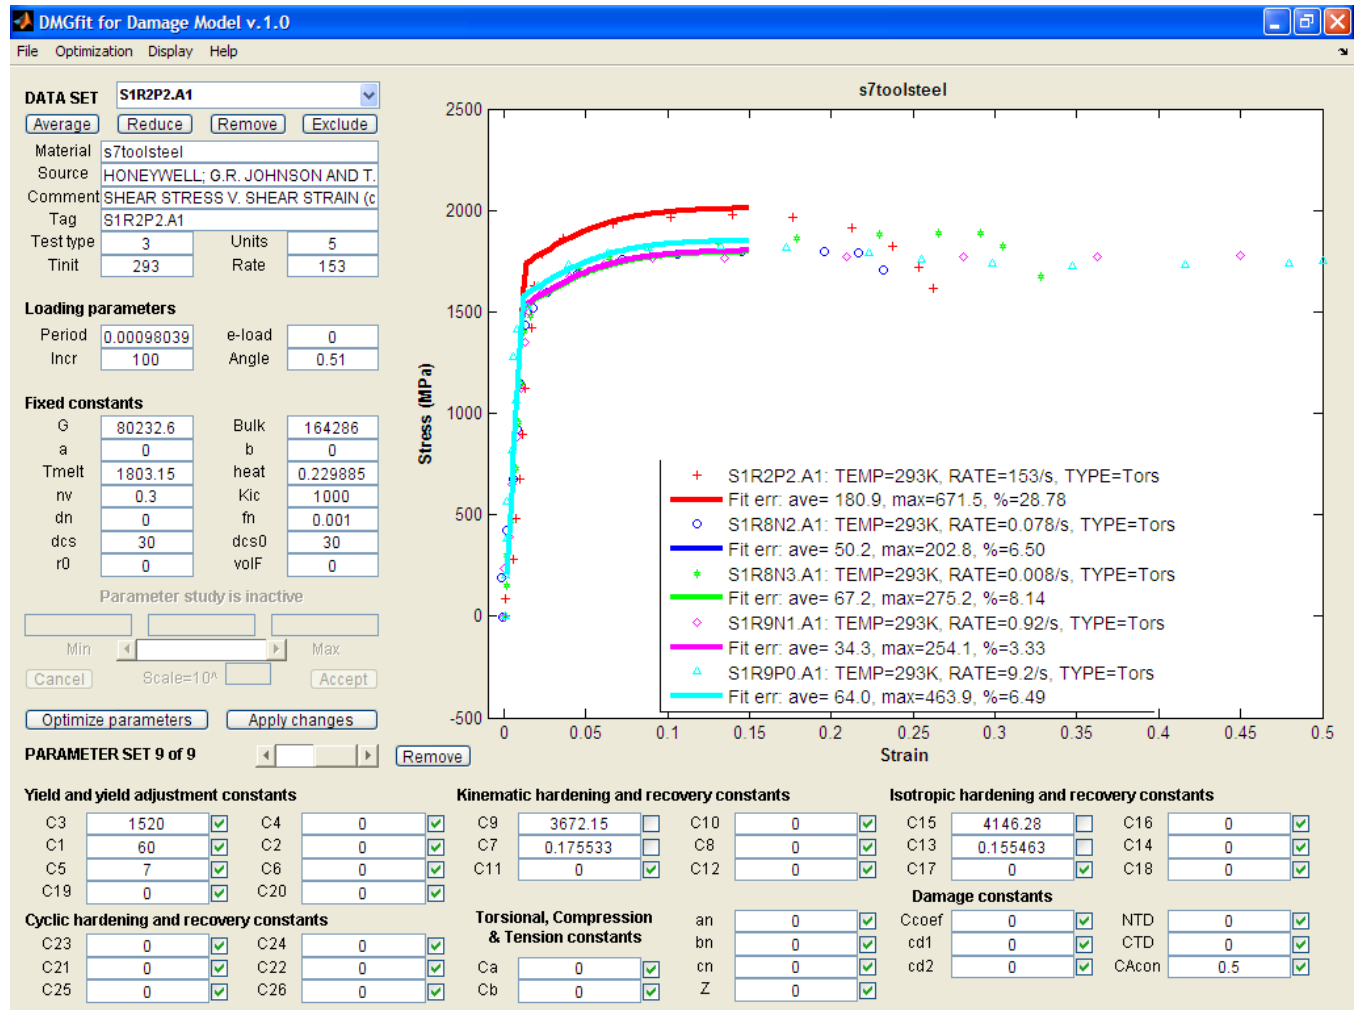 DMGfit for Damage Model v.1.0
File Optimization Display Help
DATA SET S1R2P2.A1
Average Reduce Remove Exclude
Material s7toolsteel
Source HONEYWELL; G.R. JOHNSON AND T.
Comment SHEAR STRESS V. SHEAR STRAIN (c
Tag S1R2P2.A1
Test type 3 Units 5
Tinit 293 Rate 153
Loading parameters
Period 0.00098039 e-load 0
Incr 100 Angle 0.51
Fixed constants
G 80232.6 Bulk 164286
a 0 b 0
Tmelt 1803.15 heat 0.229885
nv 0.3 Kic 1000
dn 0 fn 0.001
dcs 30 dcs0 30
r0 0 volF 0
Parameter study is inactive
Min Max
Cancel Scale=10^ Accept
Optimize parameters Apply changes
PARAMETER SET 9 of 9 Remove
s7toolsteel
Stress (MPa)
2500
2000
1500
1000
500
0
-500
0 0.05 0.1 0.15 0.2 0.25 0.3 0.35 0.4 0.45 0.5
Strain
S1R2P2.A1: TEMP=293K, RATE=153/s, TYPE=Tors
Fit err: ave= 180.9, max=671.5, %=28.78
S1R8N2.A1: TEMP=293K, RATE=0.078/s, TYPE=Tors
Fit err: ave= 50.2, max=202.8, %=6.50
S1R8N3.A1: TEMP=293K, RATE=0.008/s, TYPE=Tors
Fit err: ave= 67.2, max=275.2, %=8.14
S1R9N1.A1: TEMP=293K, RATE=0.92/s, TYPE=Tors
Fit err: ave= 34.3, max=254.1, %=3.33
S1R9P0.A1: TEMP=293K, RATE=9.2/s, TYPE=Tors
Fit err: ave= 64.0, max=463.9, %=6.49
Yield and yield adjustment constants
C3 1520 C4 0
C1 60 C2 0
C5 7 C6 0
C19 0 C20 0
Cyclic hardening and recovery constants
C23 0 C24 0
C21 0 C22 0
C25 0 C26 0
Kinematic hardening and recovery constants
C9 3672.15 C10 0
C7 0.175533 C8 0
C11 0 C12 0
Torsional, Compression
& Tension constants
Ca 0
Cb 0
an 0
bn 0
cn 0
Z 0
Isotropic hardening and recovery constants
C15 4146.28 C16 0
C13 0.155463 C14 0
C17 0 C18 0
Damage constants
Ccoef 0 NTD 0
cd1 0 CTD 0
cd2 0 CAcon 0.5